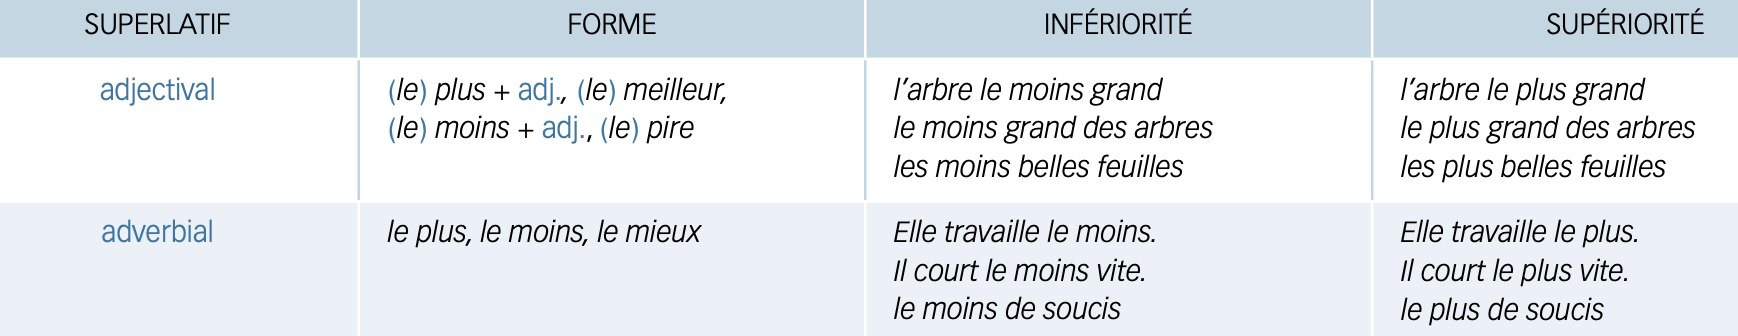 SUPERLATIF FORME INFÉRIORITÉ SUPÉRIORITÉ
adjectival (le) plus + adj., (le) meilleur, l’arbre le moins grand l’arbre le plus grand
(le) moins + adj., (le) pire le moins grand des arbres le plus grand des arbres
les moins belles feuilles les plus belles feuilles
adverbial le plus, le moins, le mieux Elle travaille le moins. Elle travaille le plus.
Il court le moins vite. Il court le plus vite.
le moins de soucis le plus de soucis